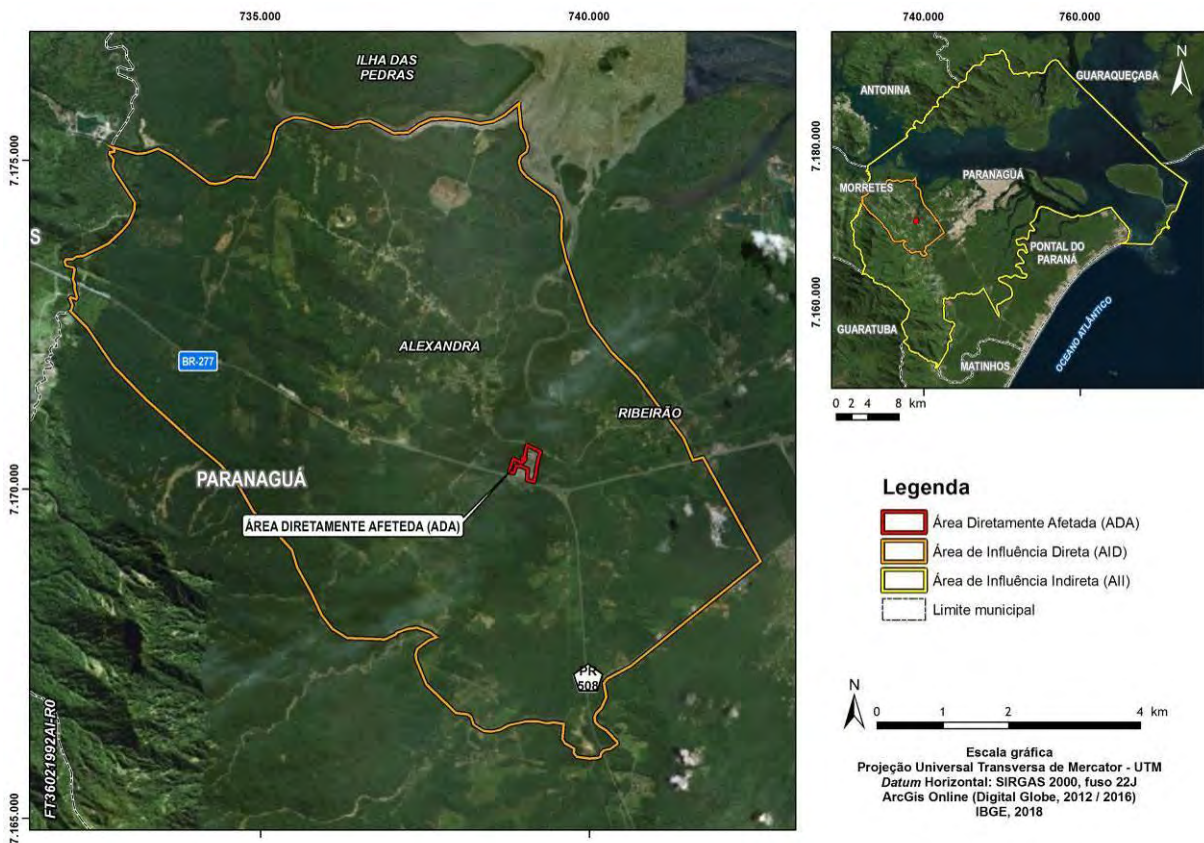 735.000
740.000
7.175.000
7.170.000
7.165.000
ILHA DAS
PEDRAS
S
ALEXANDRA
BR-277
RIBEIRÃO
PARANAGUÁ
ÁREA DIRETAMENTE AFETEDA (ADA)
PR
508
FT36021992AI-R0
740.000
760.000
7.180.000
7.160.000
N
GUARAQUEÇABA
ANTONINA
PARANAGUÁ
MORRETES
PONTAL DO
PARANÁ
GUARATUBA
MATINHOS
OCEANO ATLÂNTICO
0 2 4 8 km
Legenda
Área Diretamente Afetada (ADA)
Área de Influência Direta (AID)
Área de Influência Indireta (AII)
Limite municipal
N
0 1 2 4 km
Escala gráfica
Projeção Universal Transversa de Mercator - UTM
Datum Horizontal: SIRGAS 2000, fuso 22J
ArcGis Online (Digital Globe, 2012 / 2016)
IBGE, 2018